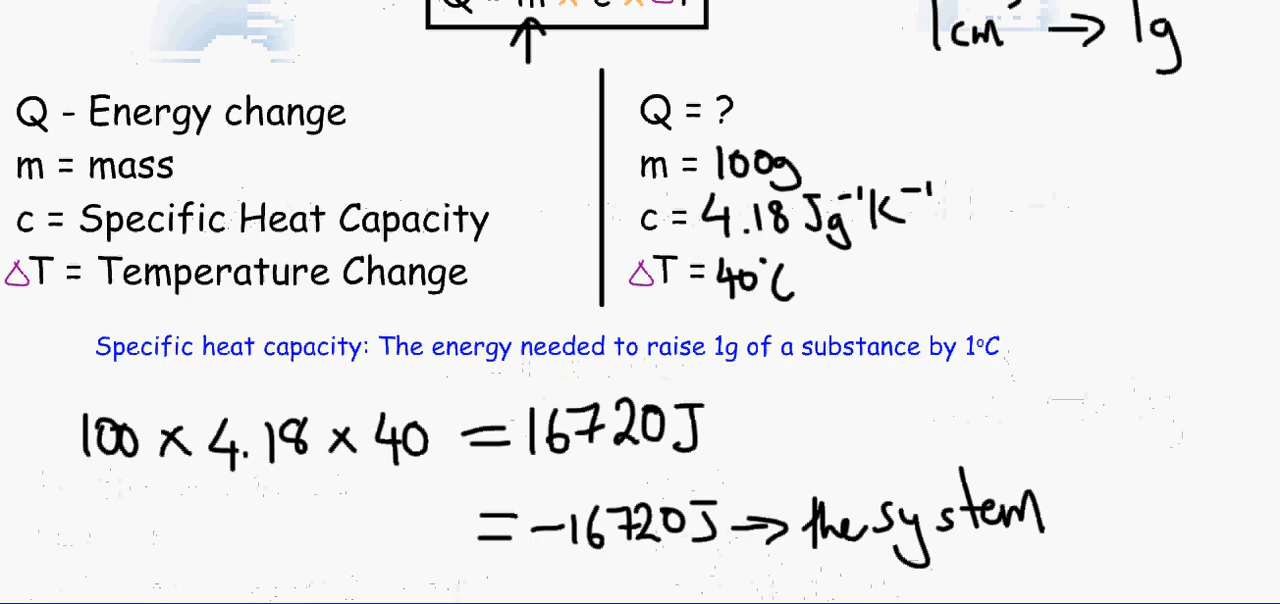 Q = m × c × △T
1cm³ → 1g
Q - Energy change
m = mass
c = Specific Heat Capacity
△T = Temperature Change
Q = ?
m = 100g
c = 4.18 Jg⁻¹K⁻¹
△T = 40°C
Specific heat capacity: The energy needed to raise 1g of a substance by 1°C
100 × 4.18 × 40 = 16720J
= -16720J → the system